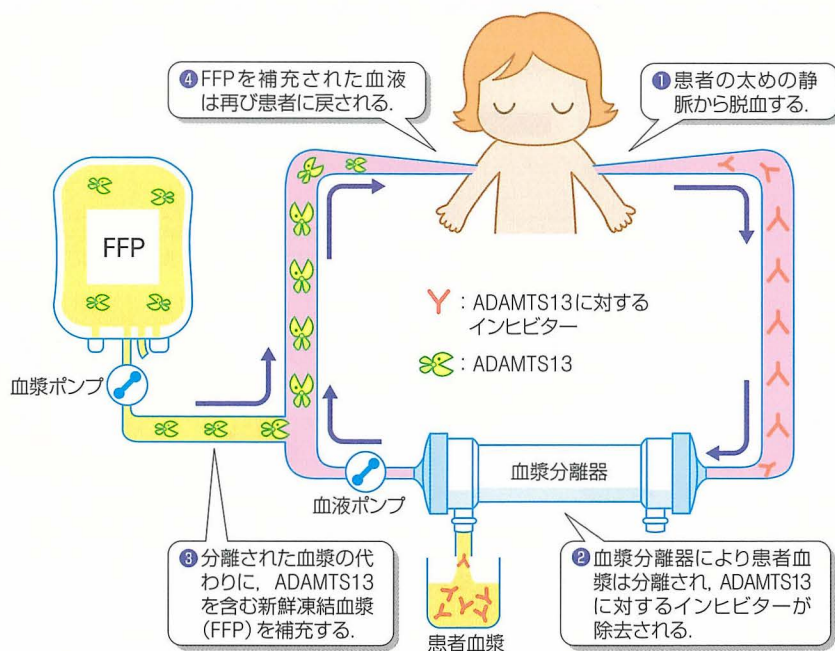 ④FFPを補充された血液
は再び患者に戻される.
①患者の太めの静
脈から脱血する.
FFP
：ADAMTS13に対する
インヒビター
：ADAMTS13
血漿ポンプ
血漿分離器
血液ポンプ
③分離された血漿の代
わりに，ADAMTS13
を含む新鮮凍結血漿
(FFP)を補充する.
②血漿分離器により患者血
漿は分離され，ADAMTS13
に対するインヒビターが
除去される.
患者血漿